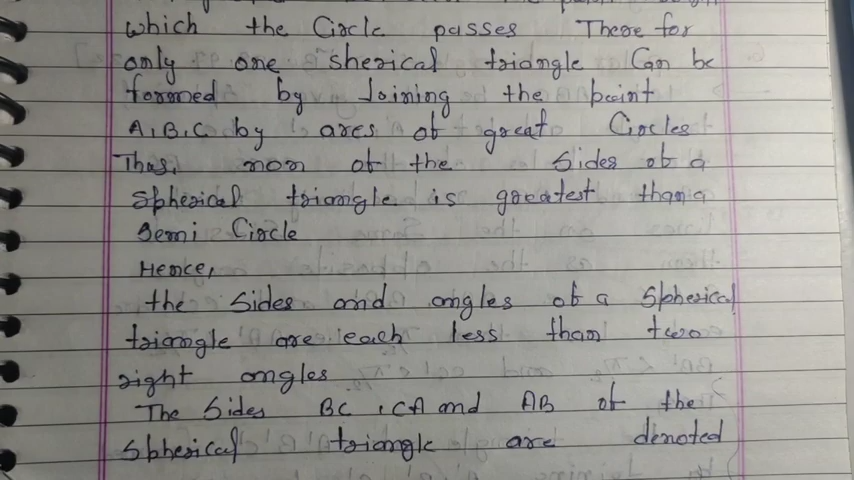 which the Circle passes There for
only one sherical triangle Can be
formed by Joining the point
A,B,C by arcs of great Circles
Thus, non of the Sides of a
Spherical triangle is greatest than a
Semi Circle
Hence,
the Sides and angles of a Spherical
triangle are each less than two
right angles
The Sides BC, CA and AB of the
Spherical triangle are denoted